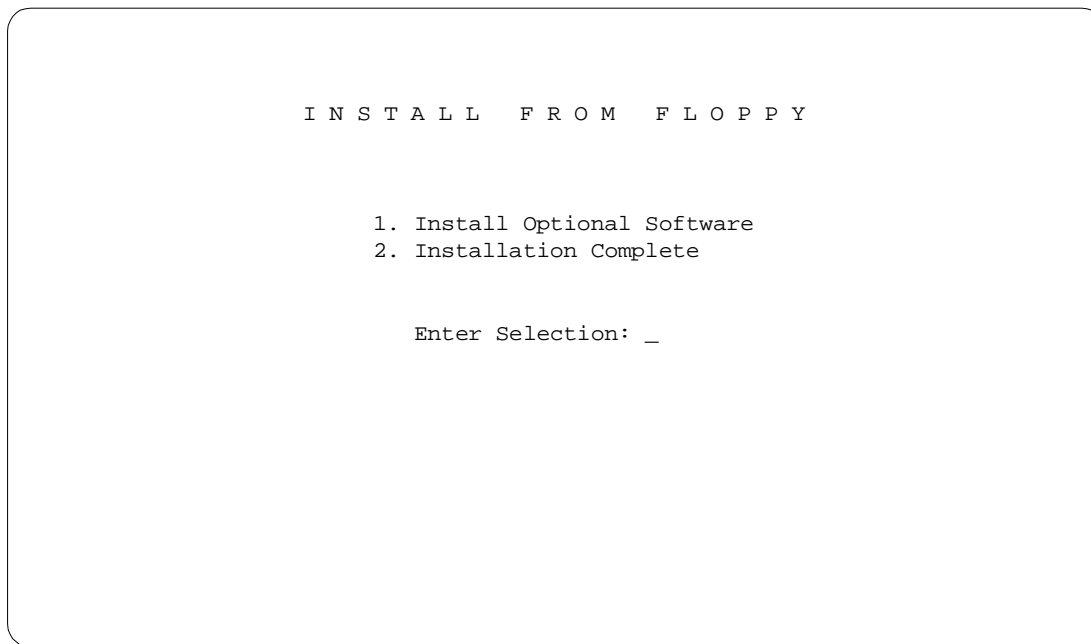 I N S T A L L   F R O M   F L O P P Y
1. Install Optional Software
2. Installation Complete
Enter Selection: _